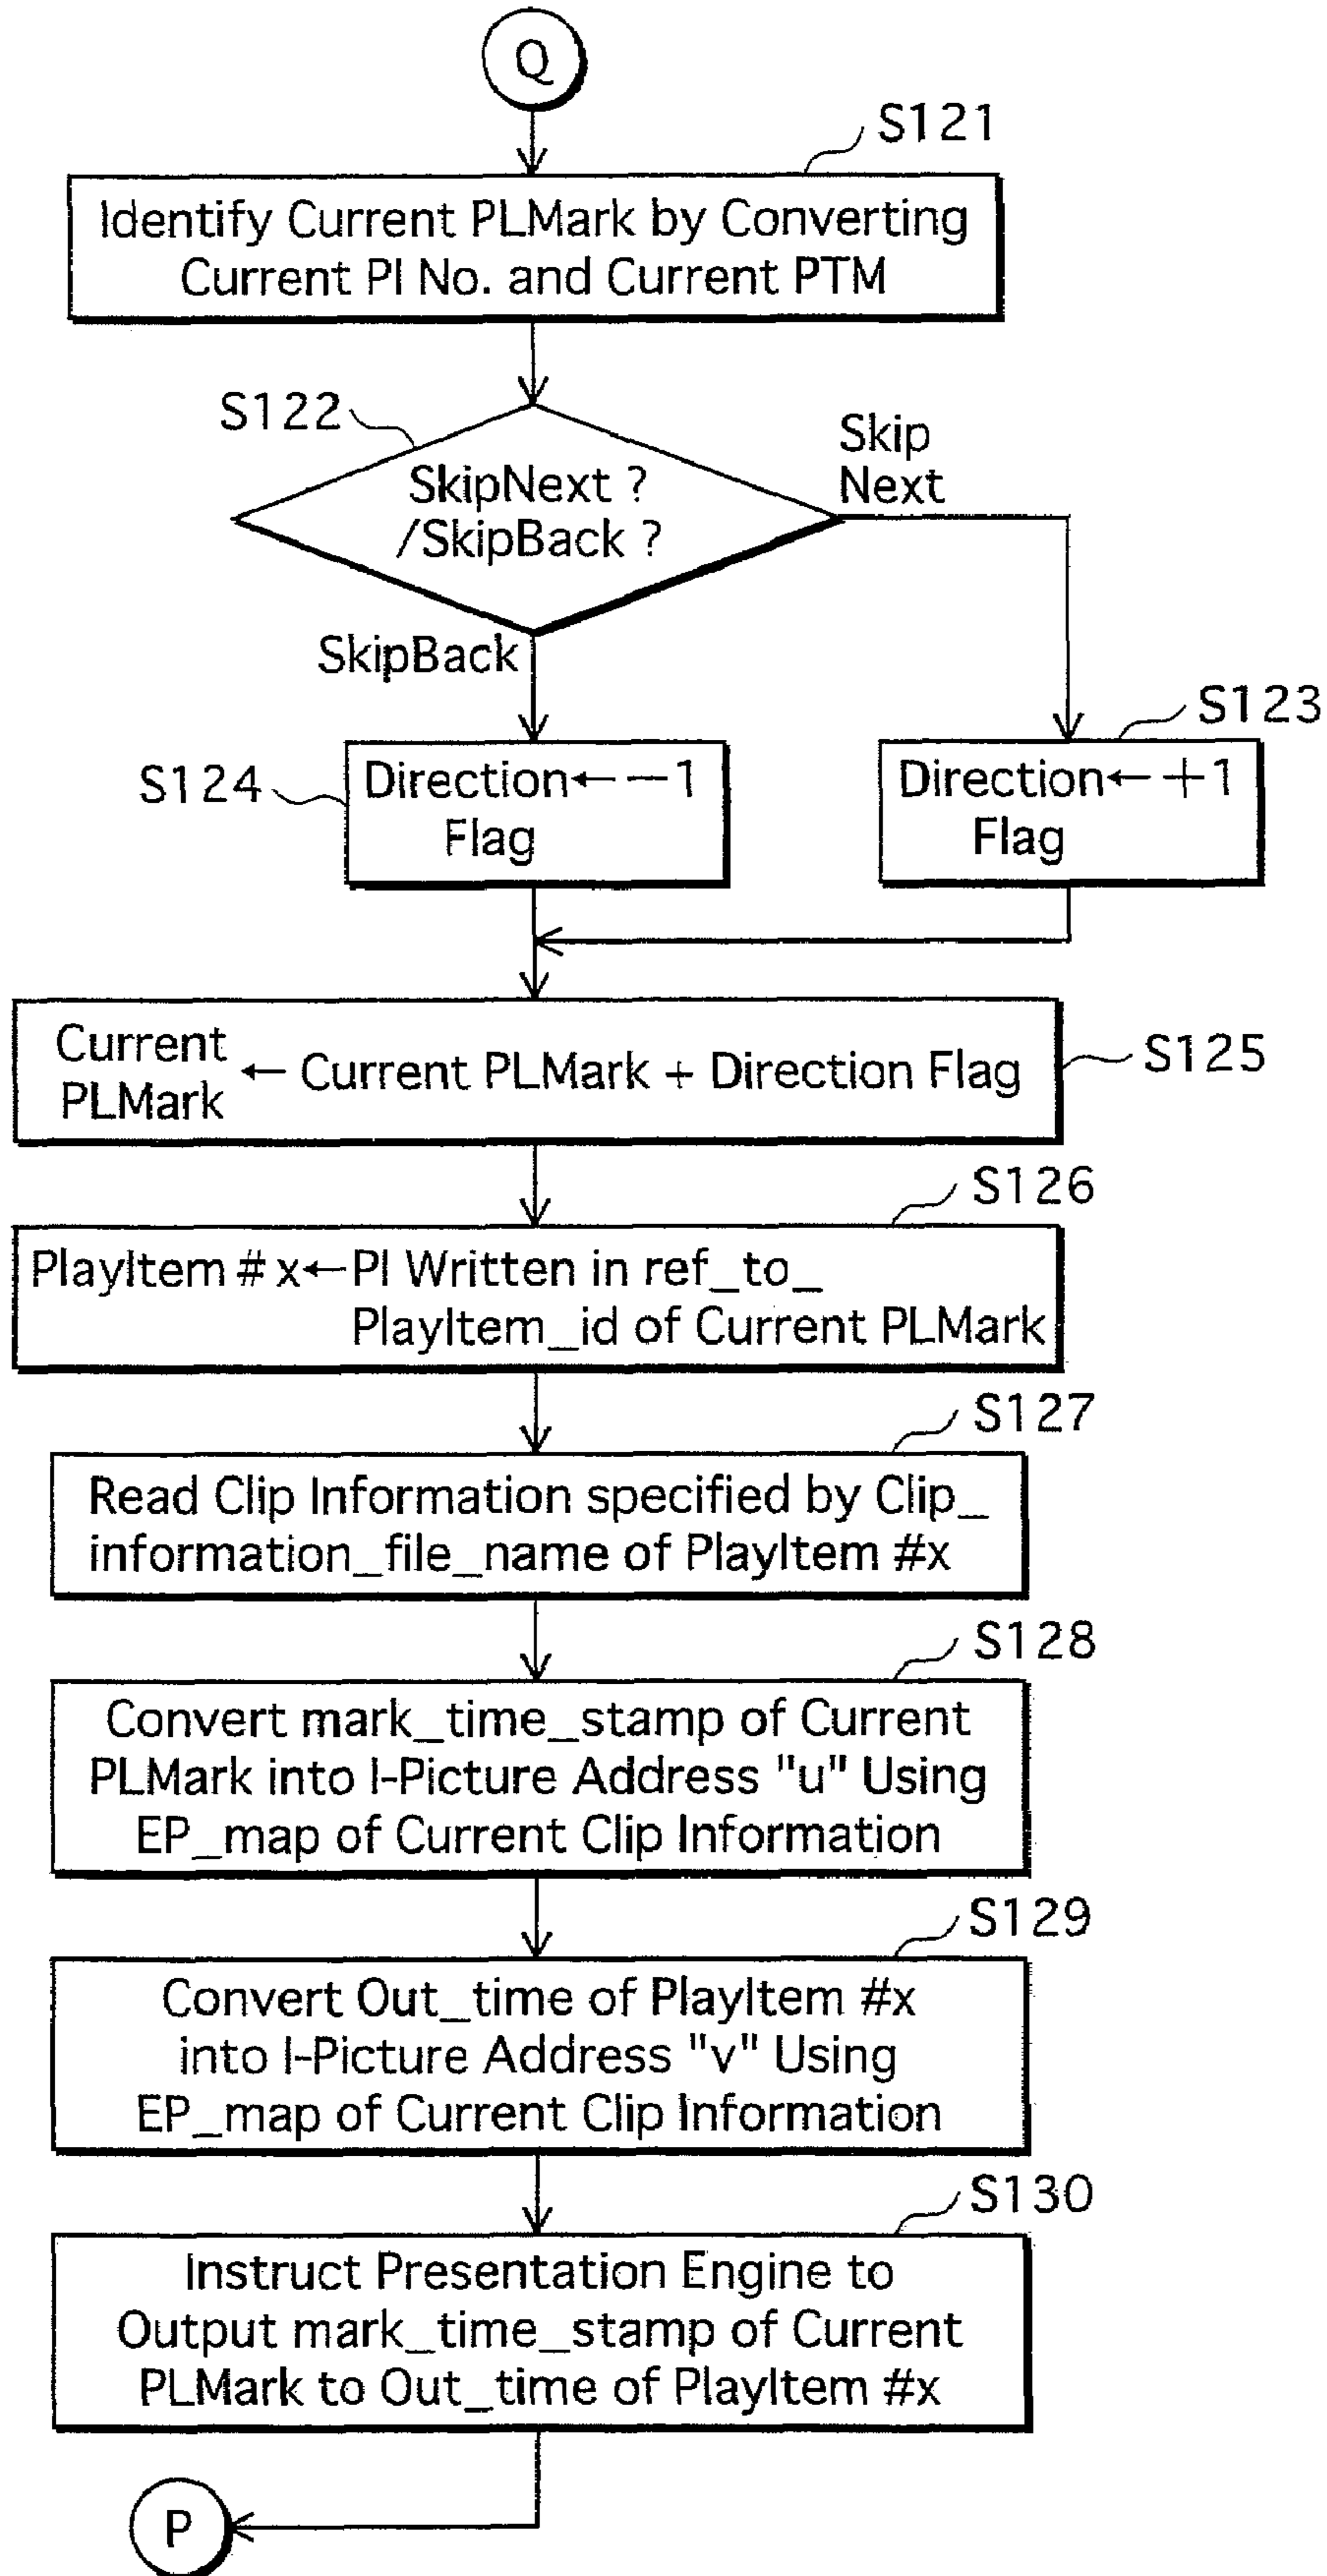 Q
S121
Identify Current PLMark by Converting
Current PI No. and Current PTM
S122
SkipNext ?
/SkipBack ?
Skip
Next
SkipBack
S123
S124
Direction← −1
Flag
Direction← +1
Flag
Current
PLMark
← Current PLMark + Direction Flag
S125
S126
PlayItem # x←PI Written in ref_to_
PlayItem_id of Current PLMark
S127
Read Clip Information specified by Clip_
information_file_name of PlayItem #x
S128
Convert mark_time_stamp of Current
PLMark into I-Picture Address "u" Using
EP_map of Current Clip Information
S129
Convert Out_time of PlayItem #x
into I-Picture Address "v" Using
EP_map of Current Clip Information
S130
Instruct Presentation Engine to
Output mark_time_stamp of Current
PLMark to Out_time of PlayItem #x
P